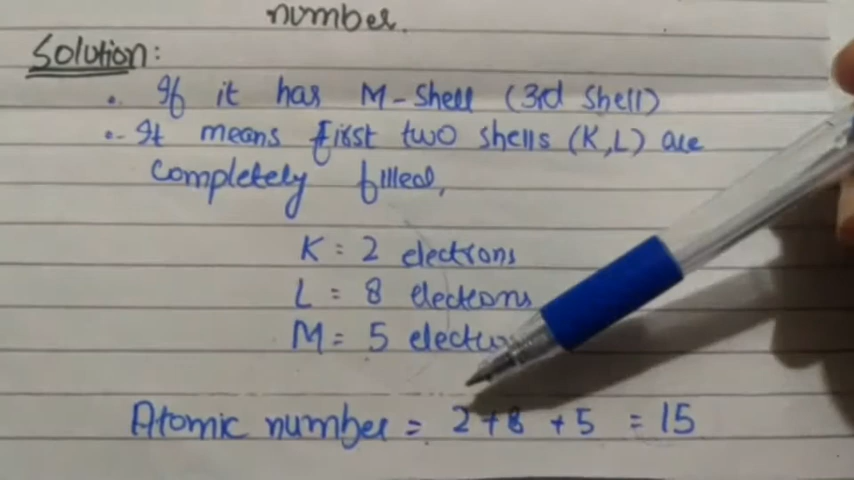 number.
Solution:
∴ If it has M-Shell (3rd Shell)
∴ It means first two shells (K,L) are
completely filled,
K = 2 electrons
L = 8 electrons
M = 5
Atomic number = 2+8 +5 = 15